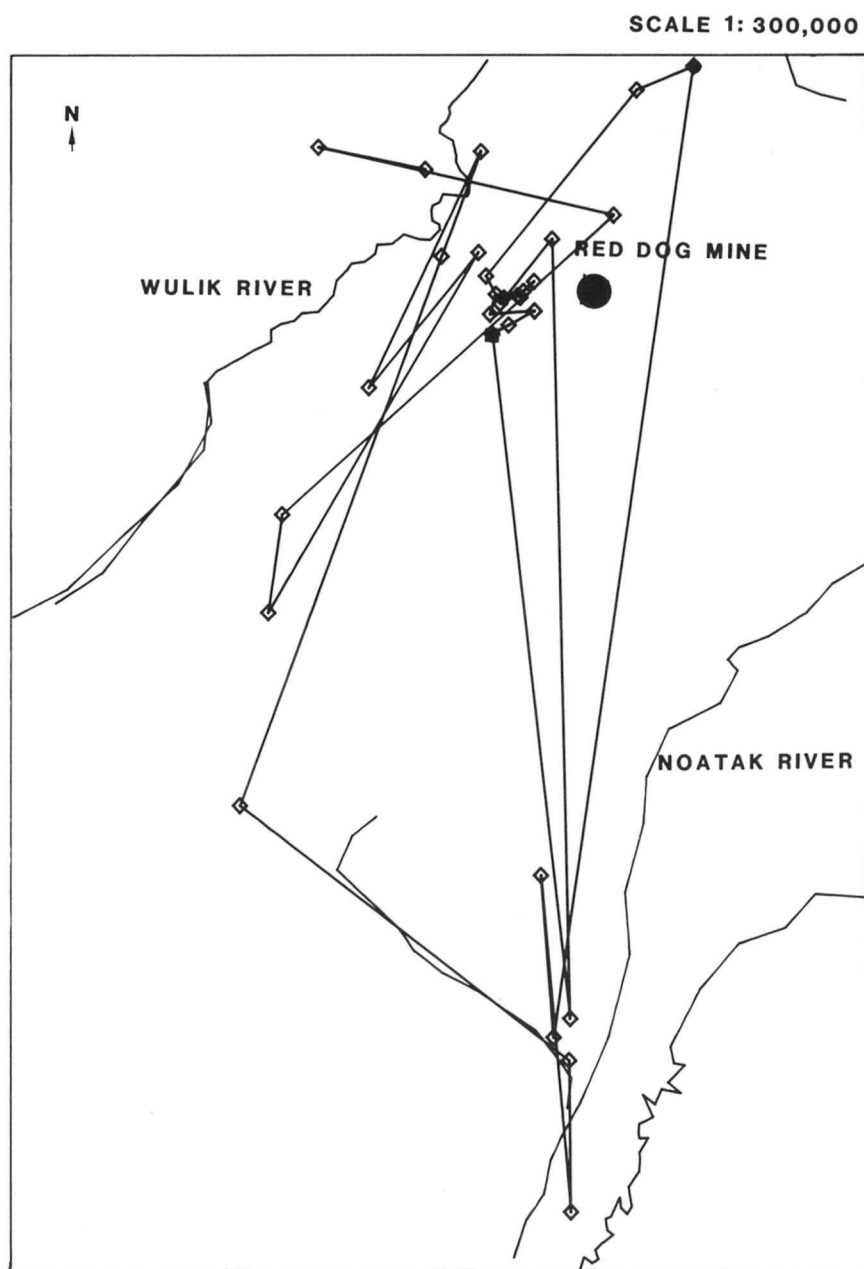 SCALE 1: 300,000
N
RED DOG MINE
WULIK RIVER
NOATAK RIVER